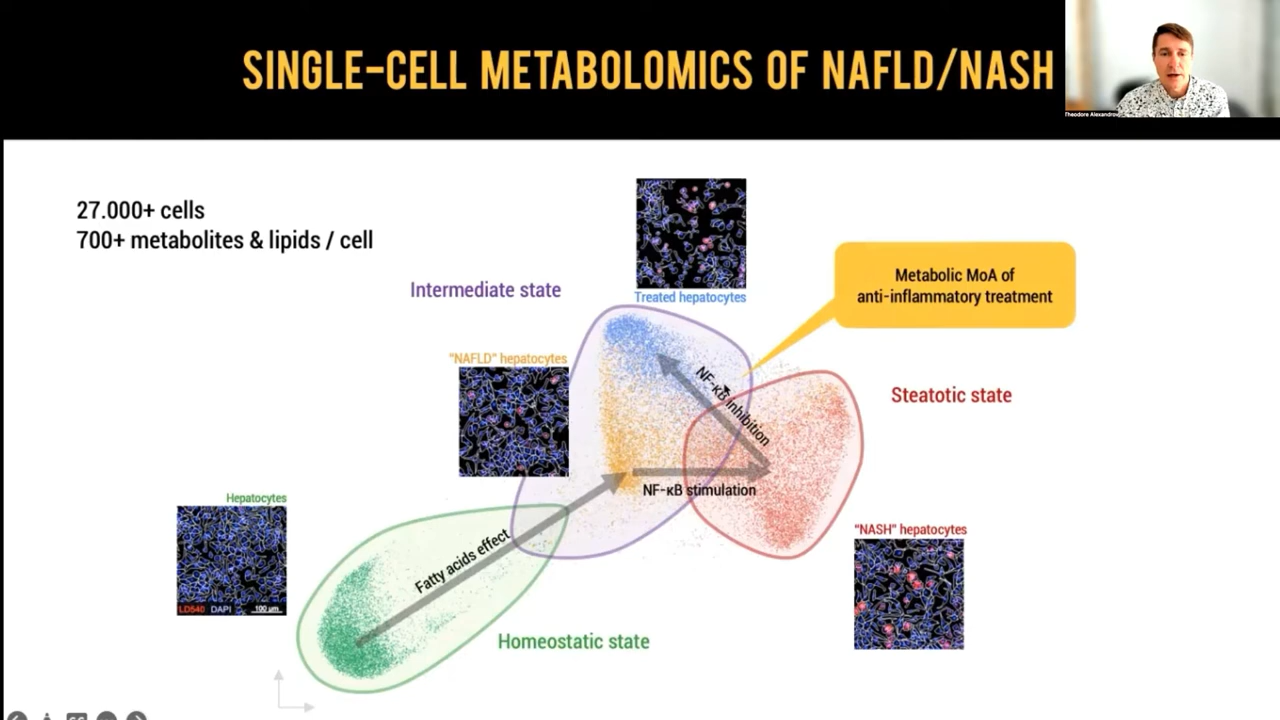 SINGLE-CELL METABOLOMICS OF NAFLD/NASH
Theodore Alexandrov
27.000+ cells
700+ metabolites & lipids / cell
Treated hepatocytes
Intermediate state
Metabolic MoA of
anti-inflammatory treatment
"NAFLD" hepatocytes
NF-κB inhibition
Steatotic state
NF-κB stimulation
Hepatocytes
LD540 DAPI 100 µm
Fatty acids effect
"NASH" hepatocytes
Homeostatic state